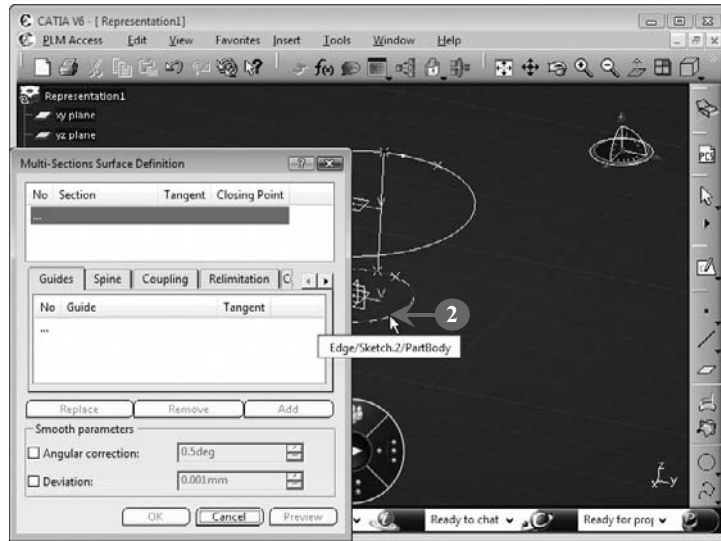 CATIA V6 - [ Representation1]
PLM Access Edit View Favorites Insert Tools Window Help
f(x)
Representation1
xy plane
yz plane
Multi-Sections Surface Definition
No Section Tangent Closing Point
...
Guides Spine Coupling Relimitation
No Guide Tangent
...
2
Edge/Sketch.2/PartBody
Replace Remove Add
Smooth parameters
Angular correction: 0.5deg
Deviation: 0.001mm
OK Cancel Preview
z
x y
Ready to chat Ready for proj